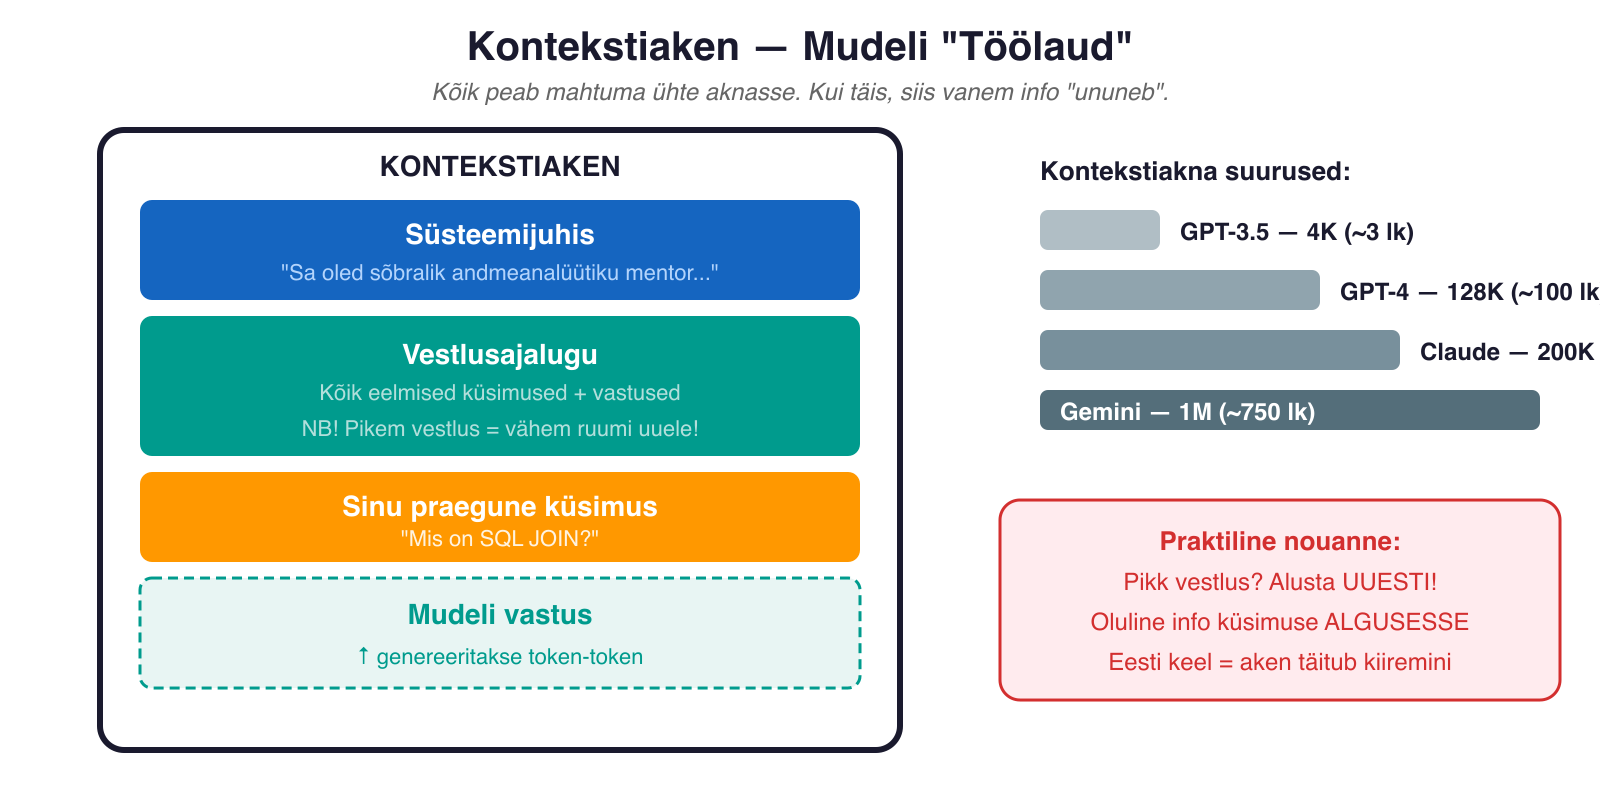 Kontekstiaken — Mudeli "Töölaud"
Kõik peab mahtuma ühte aknasse. Kui täis, siis vanem info "ununeb".
KONTEKSTIAKEN
Süsteemijuhis
"Sa oled sõbralik andmeanalüütiku mentor..."
Vestlusajalugu
Kõik eelmised küsimused + vastused
NB! Pikem vestlus = vähem ruumi uuele!
Sinu praegune küsimus
"Mis on SQL JOIN?"
Mudeli vastus
↑ genereeritakse token-token
Kontekstiakna suurused:
GPT-3.5 — 4K (~3 lk)
GPT-4 — 128K (~100 lk
Claude — 200K
Gemini — 1M (~750 lk)
Praktiline nouanne:
Pikk vestlus? Alusta UUESTI!
Oluline info küsimuse ALGUSESSE
Eesti keel = aken täitub kiiremini